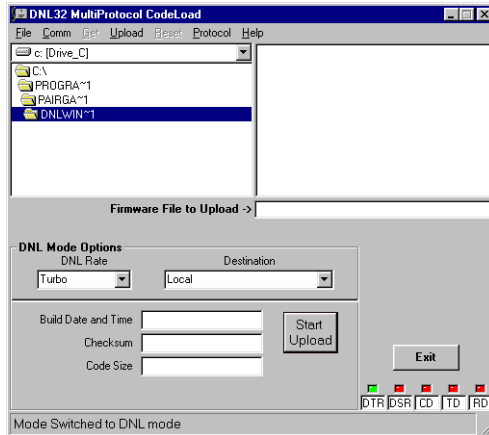 DNL32 MultiProtocol CodeLoad
File Comm Get Upload Reset Protocol Help
c: [Drive_C]
C:\
PROGRA~1
PAIRGA~1
DNLWIN~1
Firmware File to Upload ->
DNL Mode Options
DNL Rate Destination
Turbo Local
Build Date and Time
Checksum
Code Size
Start
Upload
Exit
DTR DSR CD TD RD
Mode Switched to DNL mode